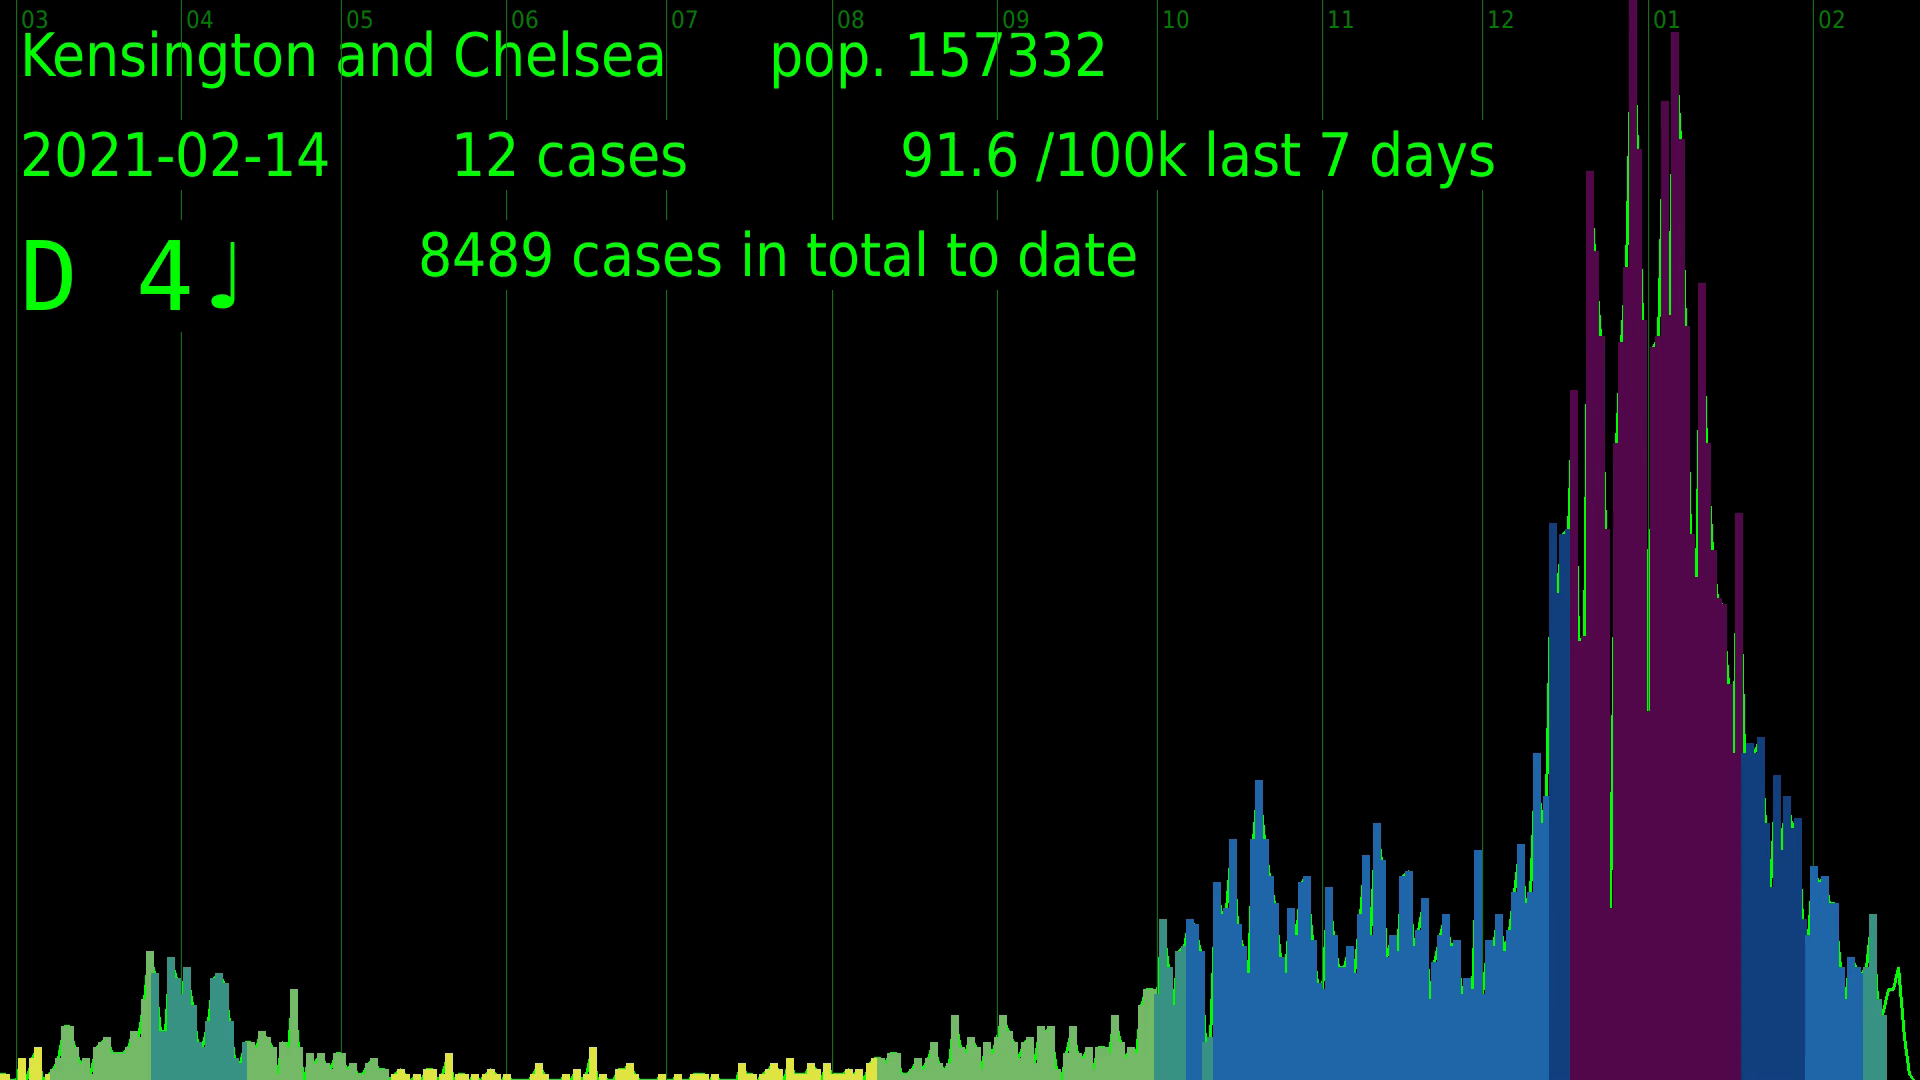 03 04 05 06 07 08 09 10 11 12 01 02
Kensington and Chelsea pop. 157332
2021-02-14 12 cases 91.6 /100k last 7 days
D 4♩ 8489 cases in total to date